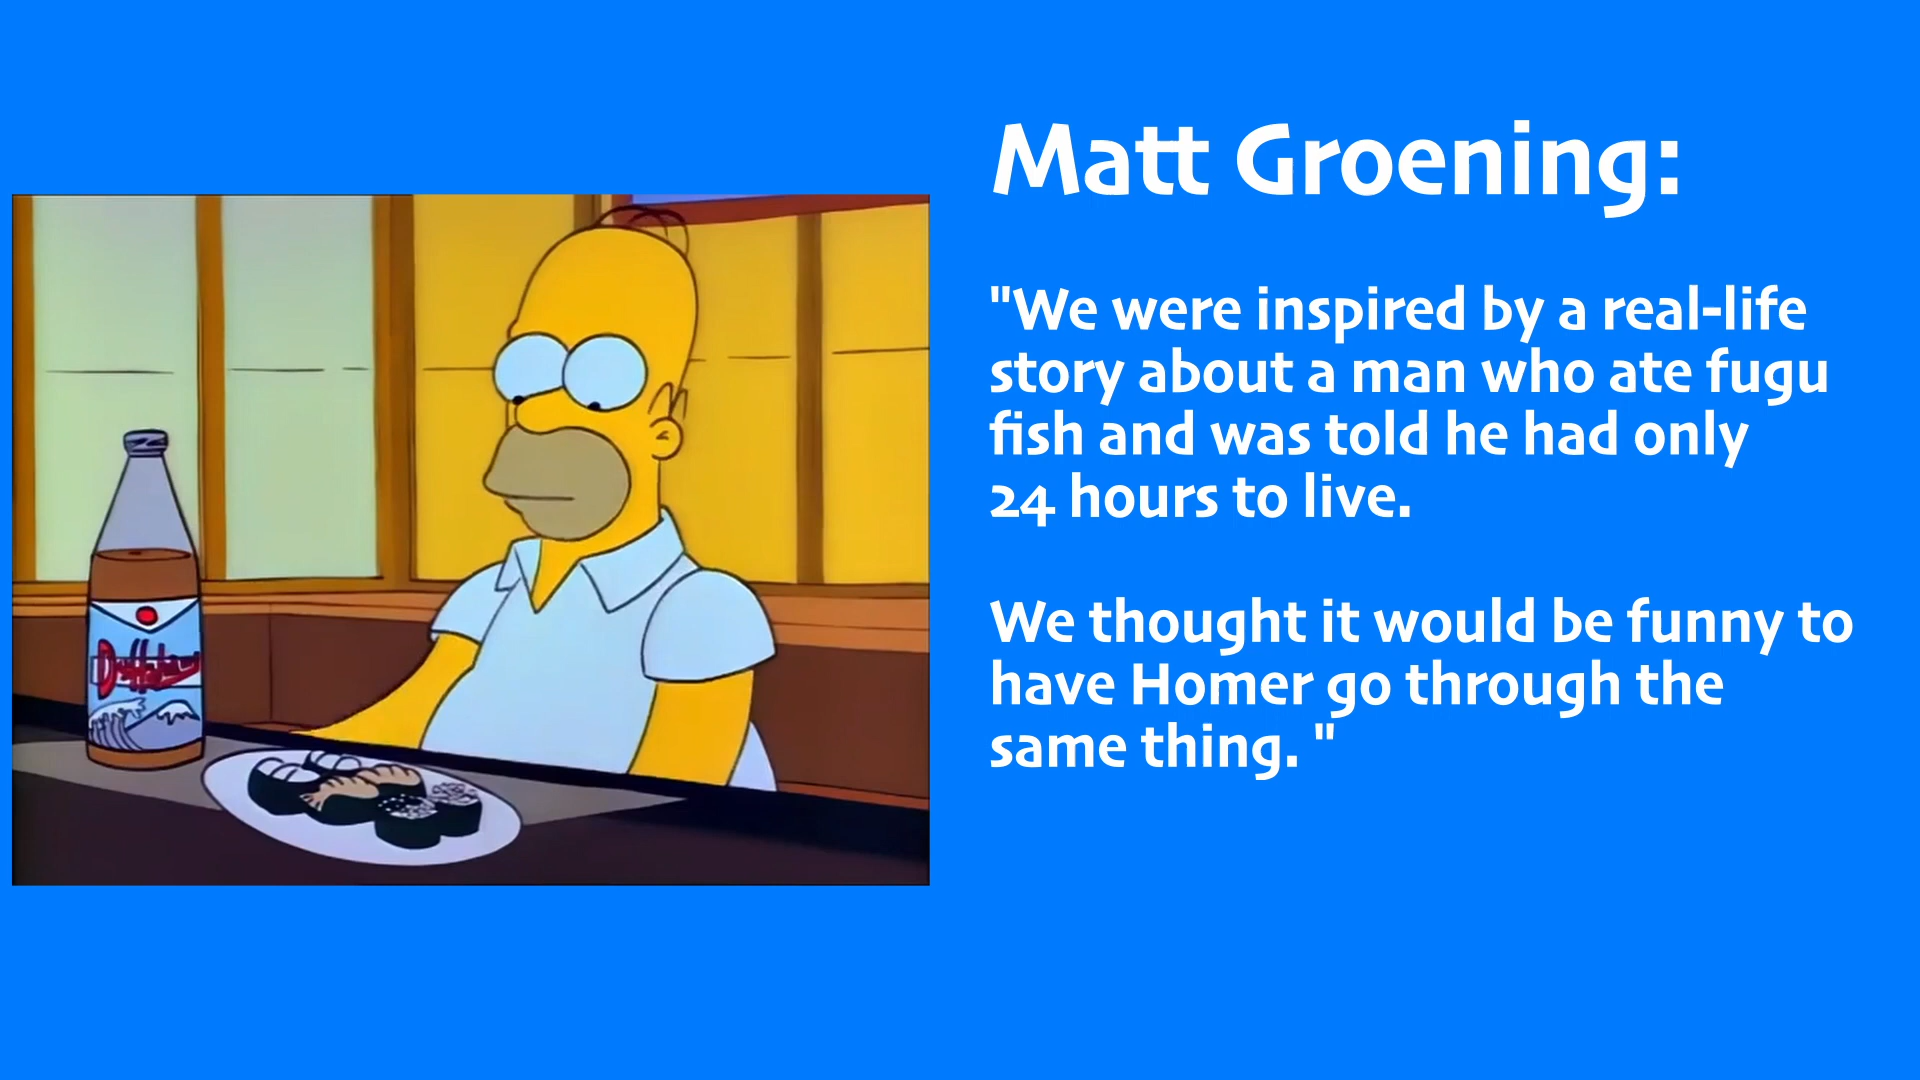 Matt Groening:
"We were inspired by a real-life
story about a man who ate fugu
fish and was told he had only
24 hours to live.
We thought it would be funny to
have Homer go through the
same thing. "